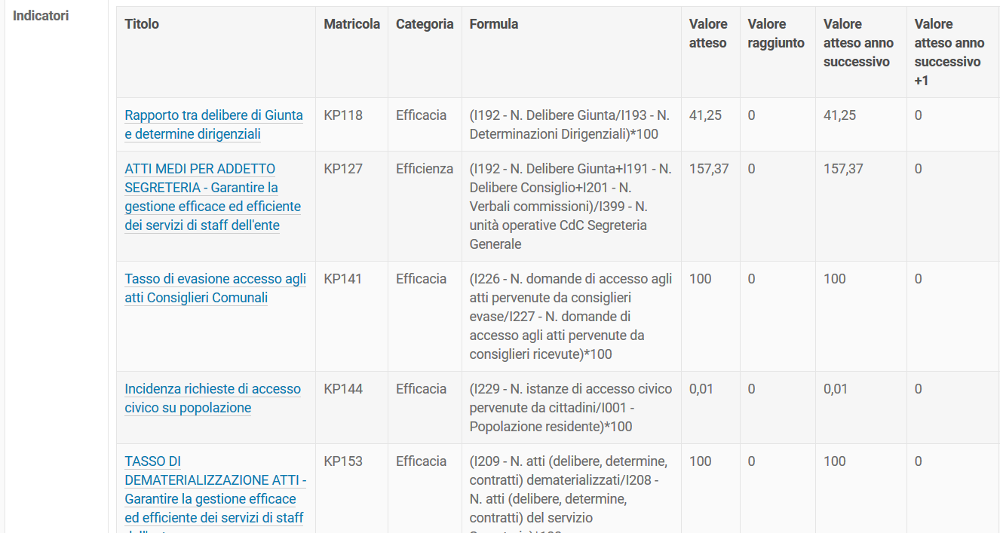 Indicatori
Titolo
Matricola
Categoria
Formula
Valore
atteso
Valore
raggiunto
Valore
atteso anno
successivo
Valore
atteso anno
successivo
+1
Rapporto tra delibere di Giunta
e determine dirigenziali
KP118
Efficacia
(I192 - N. Delibere Giunta/I193 - N.
Determinazioni Dirigenziali)*100
41,25
0
41,25
0
ATTI MEDI PER ADDETTO
SEGRETERIA - Garantire la
gestione efficace ed efficiente
dei servizi di staff dell'ente
KP127
Efficienza
(I192 - N. Delibere Giunta+I191 - N.
Delibere Consiglio+I201 - N.
Verbali commissioni)/I399 - N.
unità operative CdC Segreteria
Generale
157,37
0
157,37
0
Tasso di evasione accesso agli
atti Consiglieri Comunali
KP141
Efficacia
(I226 - N. domande di accesso agli
atti pervenute da consiglieri
evase/I227 - N. domande di
accesso agli atti pervenute da
consiglieri ricevute)*100
100
0
100
0
Incidenza richieste di accesso
civico su popolazione
KP144
Efficacia
(I229 - N. istanze di accesso civico
pervenute da cittadini/I001 -
Popolazione residente)*100
0,01
0
0,01
0
TASSO DI
DEMATERIALIZZAZIONE ATTI -
Garantire la gestione efficace
ed efficiente dei servizi di staff
KP153
Efficacia
(I209 - N. atti (delibere, determine,
contratti) dematerializzati/I208 -
N. atti (delibere, determine,
contratti) del servizio
100
0
100
0